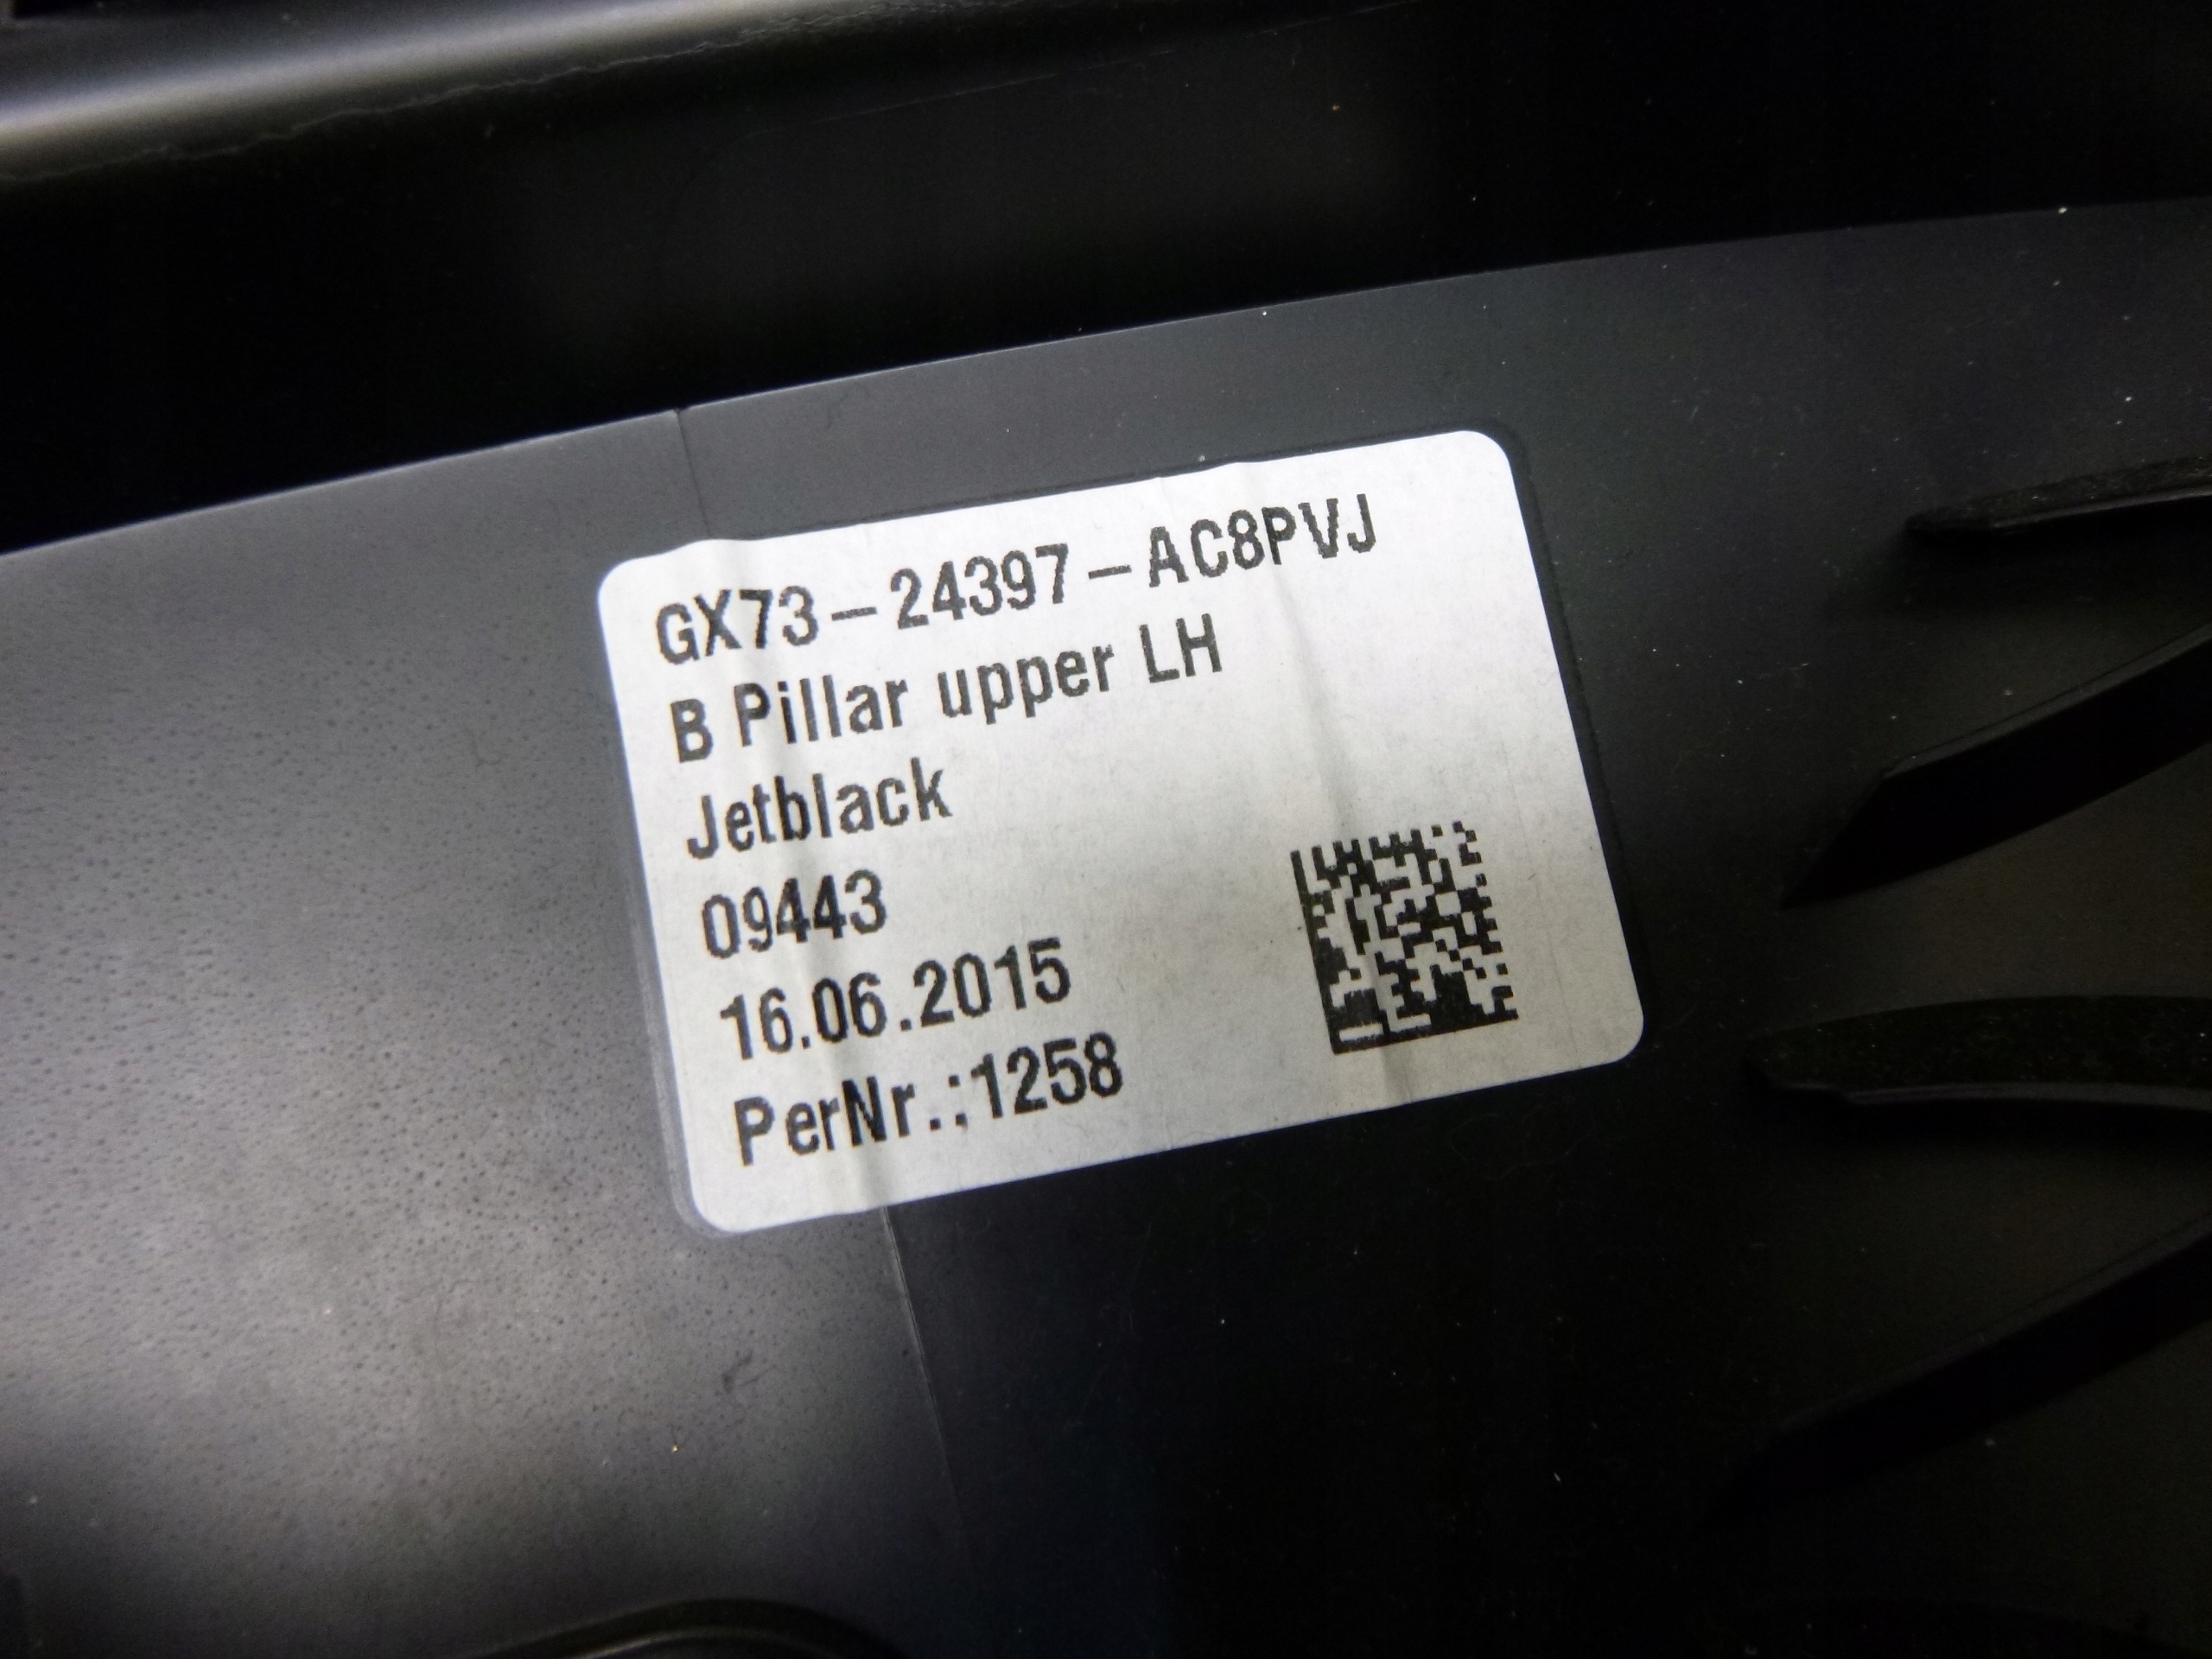 GX73-24397-AC8PVJ
B Pillar upper LH
Jetblack
09443
16.06.2015
PerNr.:1258